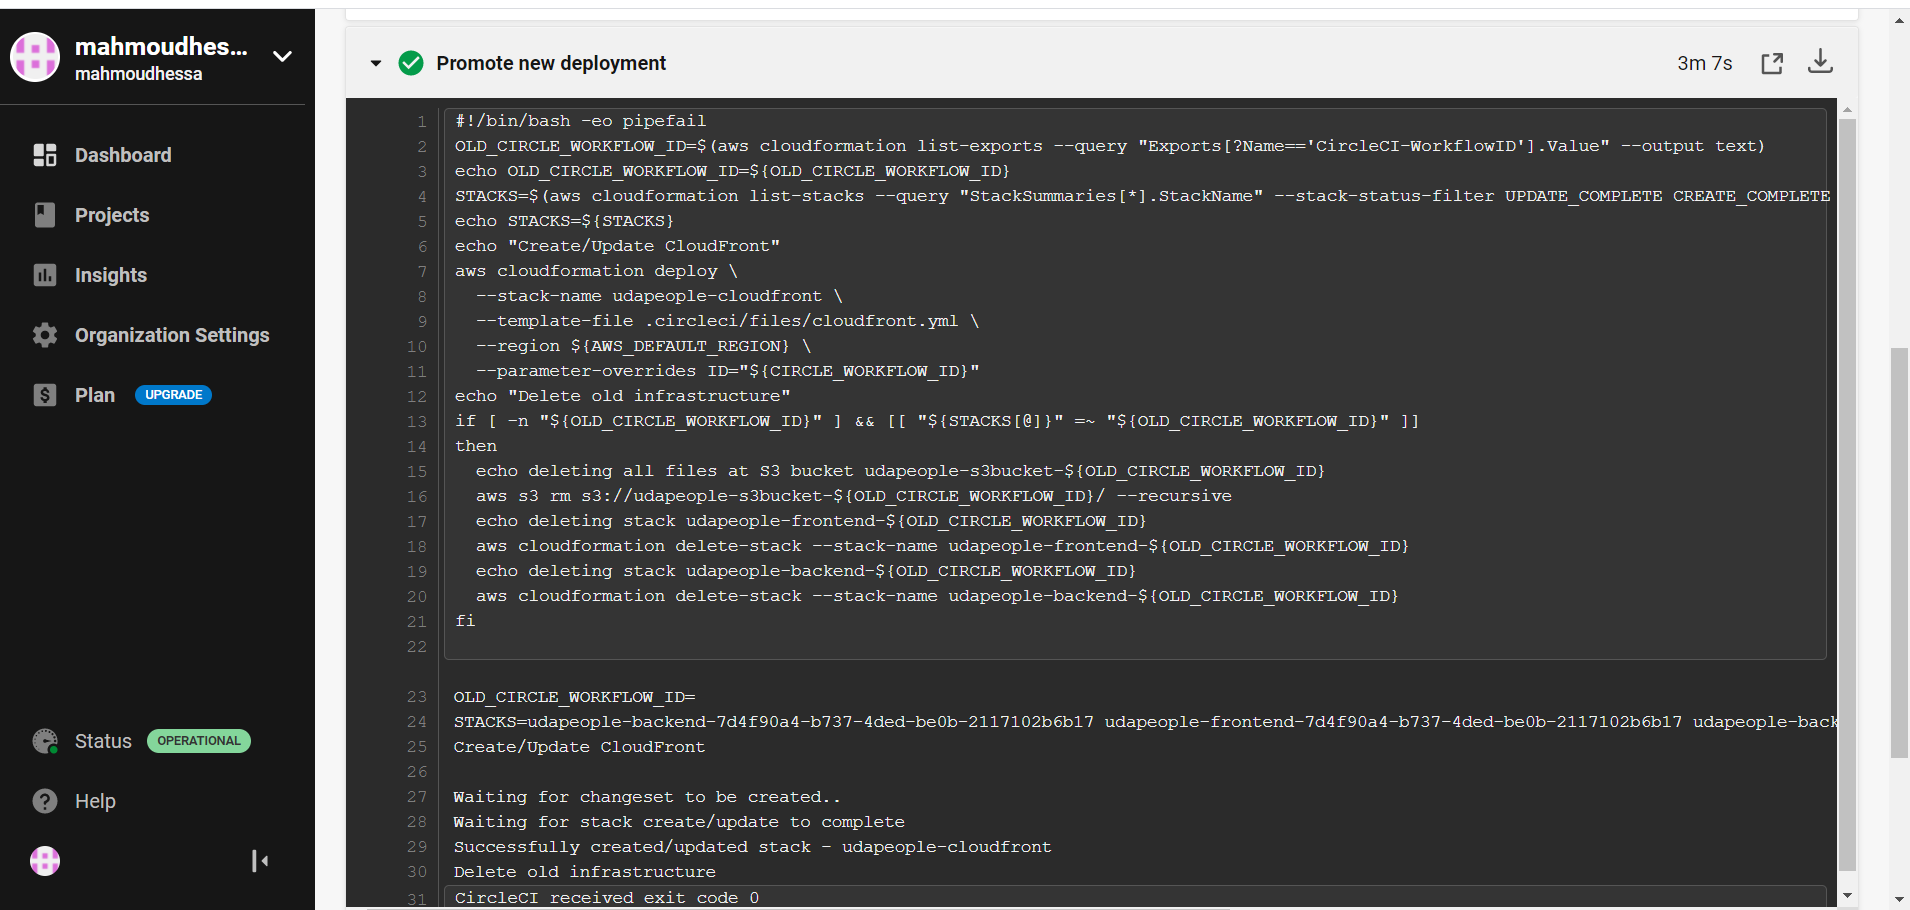 mahmoudhes...
mahmoudhessa
Dashboard
Projects
Insights
Organization Settings
Plan UPGRADE
Status OPERATIONAL
Help
Promote new deployment 3m 7s
1 #!/bin/bash -eo pipefail
2 OLD_CIRCLE_WORKFLOW_ID=$(aws cloudformation list-exports --query "Exports[?Name=='CircleCI-WorkflowID'].Value" --output text)
3 echo OLD_CIRCLE_WORKFLOW_ID=${OLD_CIRCLE_WORKFLOW_ID}
4 STACKS=$(aws cloudformation list-stacks --query "StackSummaries[*].StackName" --stack-status-filter UPDATE_COMPLETE CREATE_COMPLETE
5 echo STACKS=${STACKS}
6 echo "Create/Update CloudFront"
7 aws cloudformation deploy \
8 --stack-name udapeople-cloudfront \
9 --template-file .circleci/files/cloudfront.yml \
10 --region ${AWS_DEFAULT_REGION} \
11 --parameter-overrides ID="${CIRCLE_WORKFLOW_ID}"
12 echo "Delete old infrastructure"
13 if [ -n "${OLD_CIRCLE_WORKFLOW_ID}" ] && [[ "${STACKS[@]}" =~ "${OLD_CIRCLE_WORKFLOW_ID}" ]]
14 then
15 echo deleting all files at S3 bucket udapeople-s3bucket-${OLD_CIRCLE_WORKFLOW_ID}
16 aws s3 rm s3://udapeople-s3bucket-${OLD_CIRCLE_WORKFLOW_ID}/ --recursive
17 echo deleting stack udapeople-frontend-${OLD_CIRCLE_WORKFLOW_ID}
18 aws cloudformation delete-stack --stack-name udapeople-frontend-${OLD_CIRCLE_WORKFLOW_ID}
19 echo deleting stack udapeople-backend-${OLD_CIRCLE_WORKFLOW_ID}
20 aws cloudformation delete-stack --stack-name udapeople-backend-${OLD_CIRCLE_WORKFLOW_ID}
21 fi
22
23 OLD_CIRCLE_WORKFLOW_ID=
24 STACKS=udapeople-backend-7d4f90a4-b737-4ded-be0b-2117102b6b17 udapeople-frontend-7d4f90a4-b737-4ded-be0b-2117102b6b17 udapeople-back
25 Create/Update CloudFront
26
27 Waiting for changeset to be created..
28 Waiting for stack create/update to complete
29 Successfully created/updated stack - udapeople-cloudfront
30 Delete old infrastructure
31 CircleCI received exit code 0